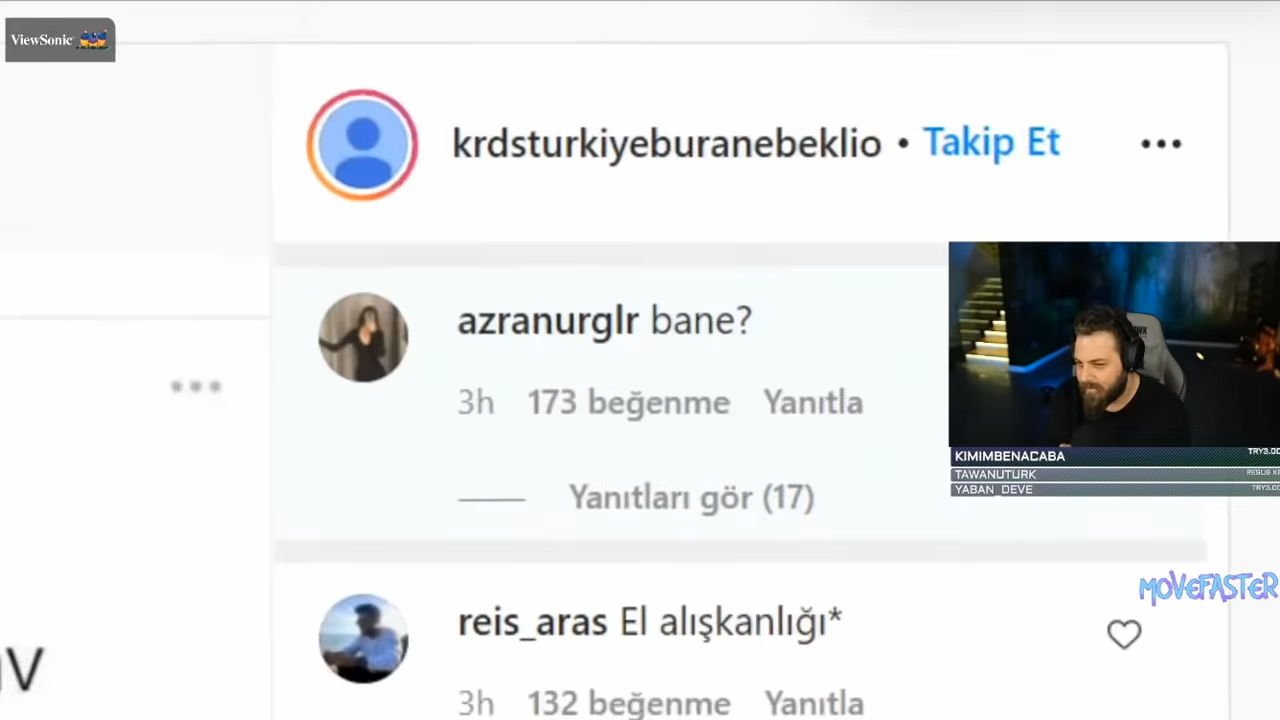 ViewSonic
krdsturkiyeburanebeklio • Takip Et
azranurglr bane?
3h 173 beğenme Yanıtla
Yanıtları gör (17)
KIMIMBENACABA
TAWANUTURK
YABAN_DEVE
MOVEFASTER
reis_aras El alışkanlığı*
3h 132 beğenme Yanıtla